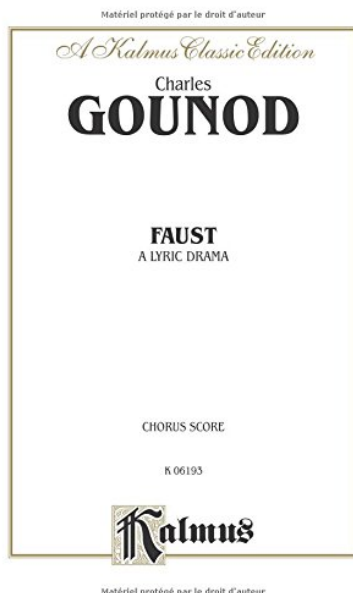 Matériel protégé par le droit d'auteur
A Kalmus Classic Edition
Charles
GOUNOD
FAUST
A LYRIC DRAMA
CHORUS SCORE
K 06193
Kalmus
Matériel protégé par le droit d'auteur